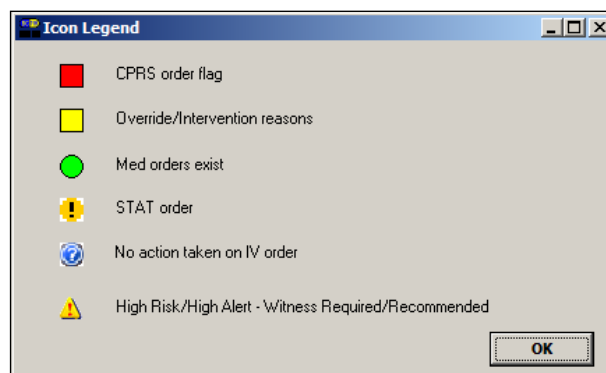 Icon Legend
CPRS order flag
Override/Intervention reasons
Med orders exist
STAT order
No action taken on IV order
High Risk/High Alert - Witness Required/Recommended
OK